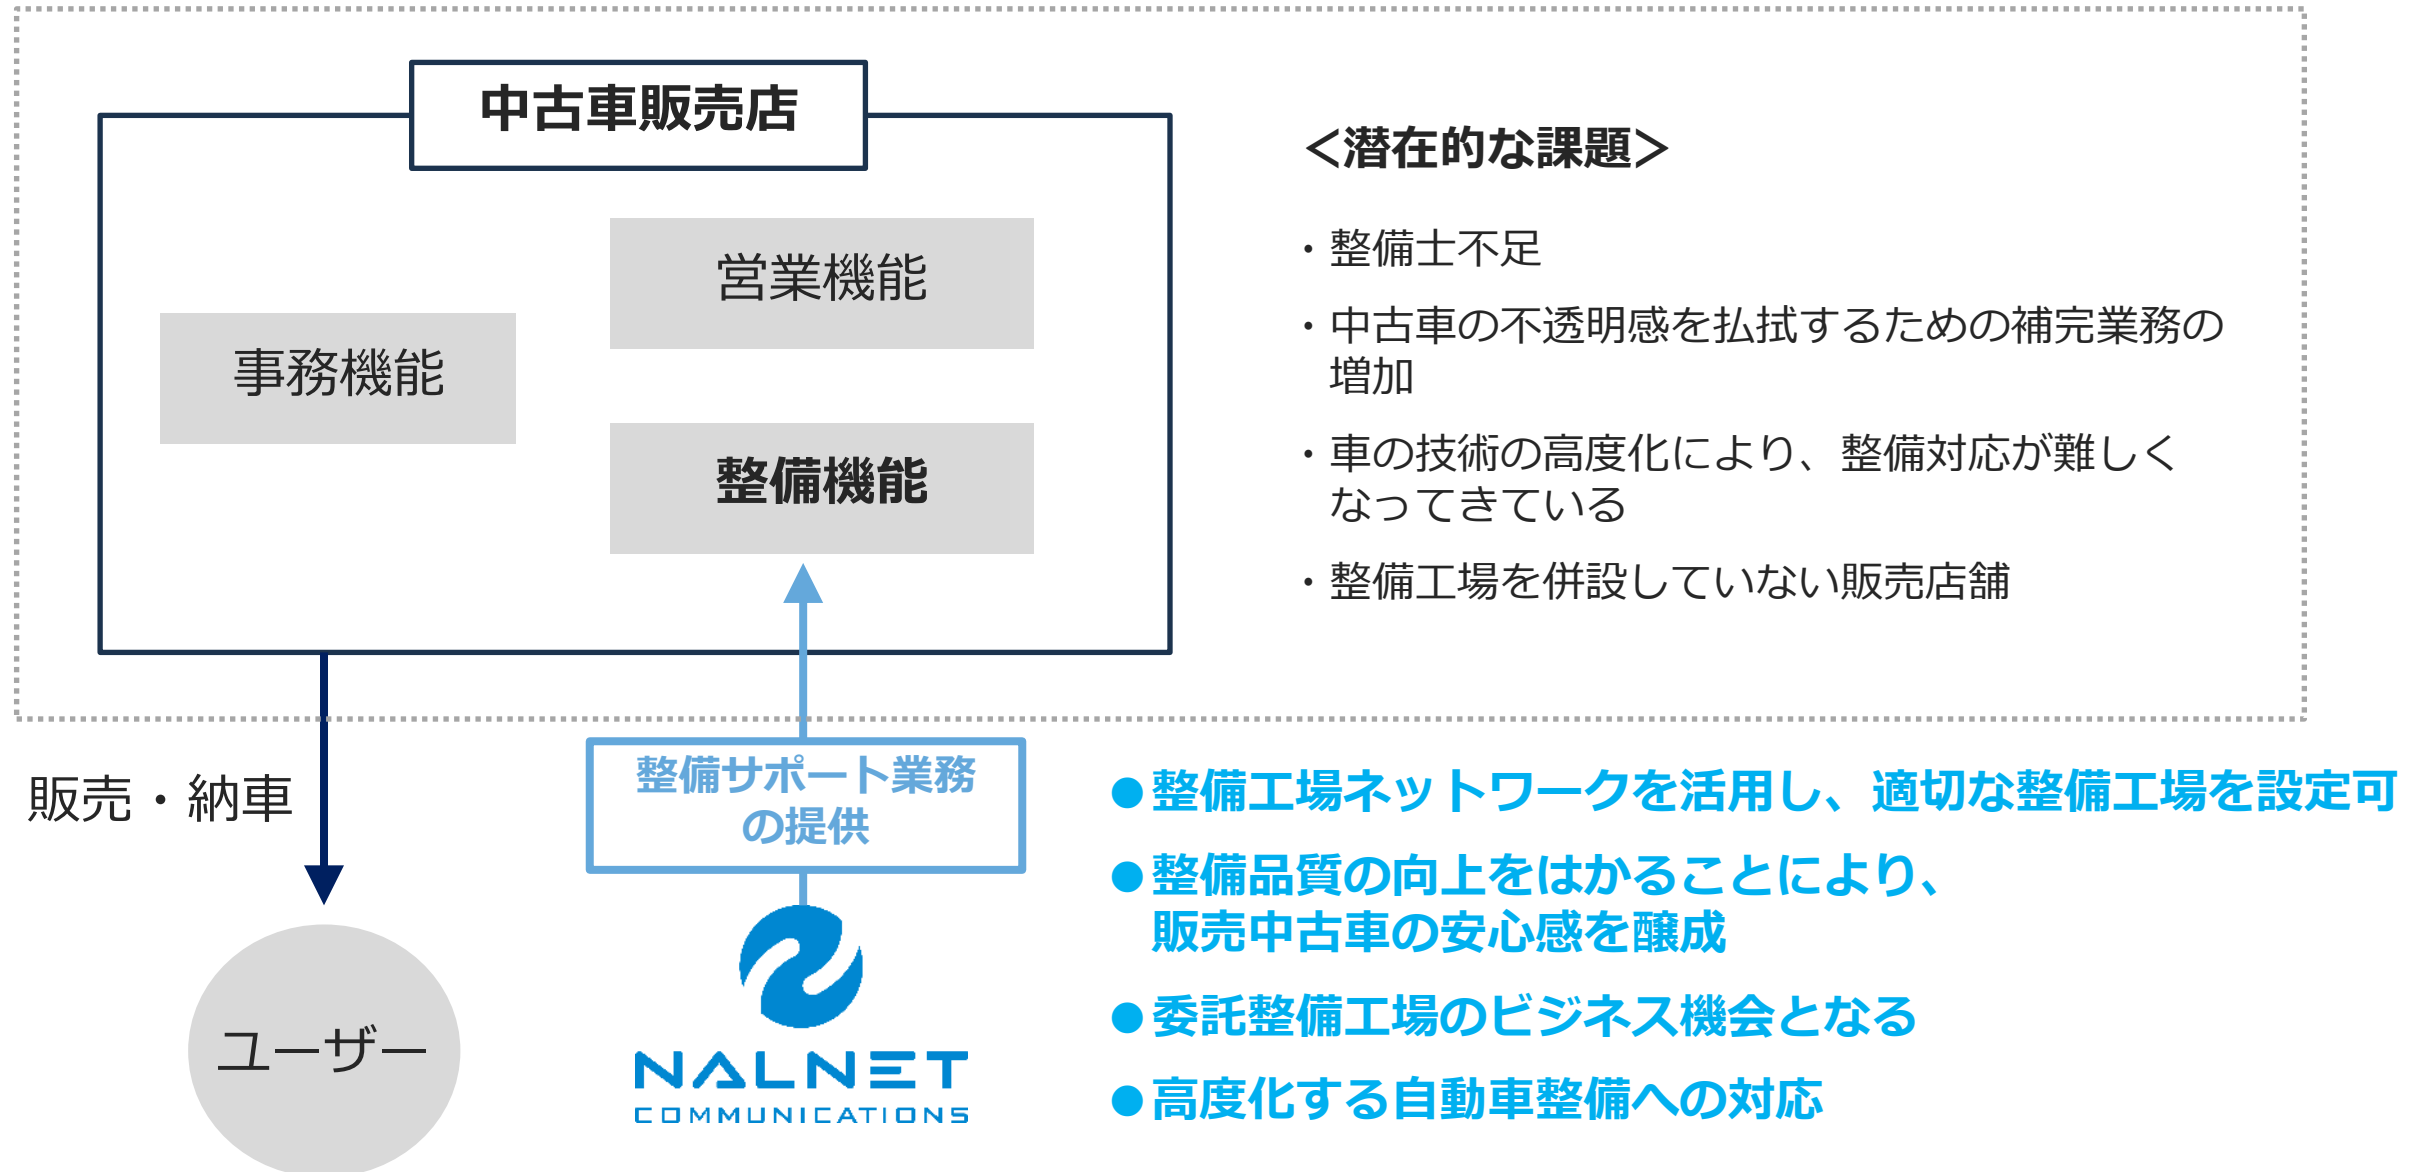 中古車販売店
営業機能
事務機能
整備機能
＜潜在的な課題＞
・整備士不足
・中古車の不透明感を払拭するための補完業務の
増加
・車の技術の高度化により、整備対応が難しく
なってきている
・整備工場を併設していない販売店舗
販売・納車
ユーザー
整備サポート業務
の提供
NALNET
COMMUNICATIONS
●整備工場ネットワークを活用し、適切な整備工場を設定可
●整備品質の向上をはかることにより、
販売中古車の安心感を醸成
●委託整備工場のビジネス機会となる
●高度化する自動車整備への対応